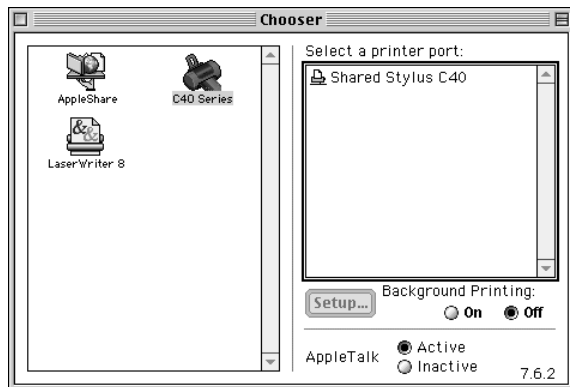 Chooser
Select a printer port:
AppleShare
C40 Series
LaserWriter 8
Shared Stylus C40
Setup...
Background Printing:
On Off
AppleTalk
Active
Inactive
7.6.2